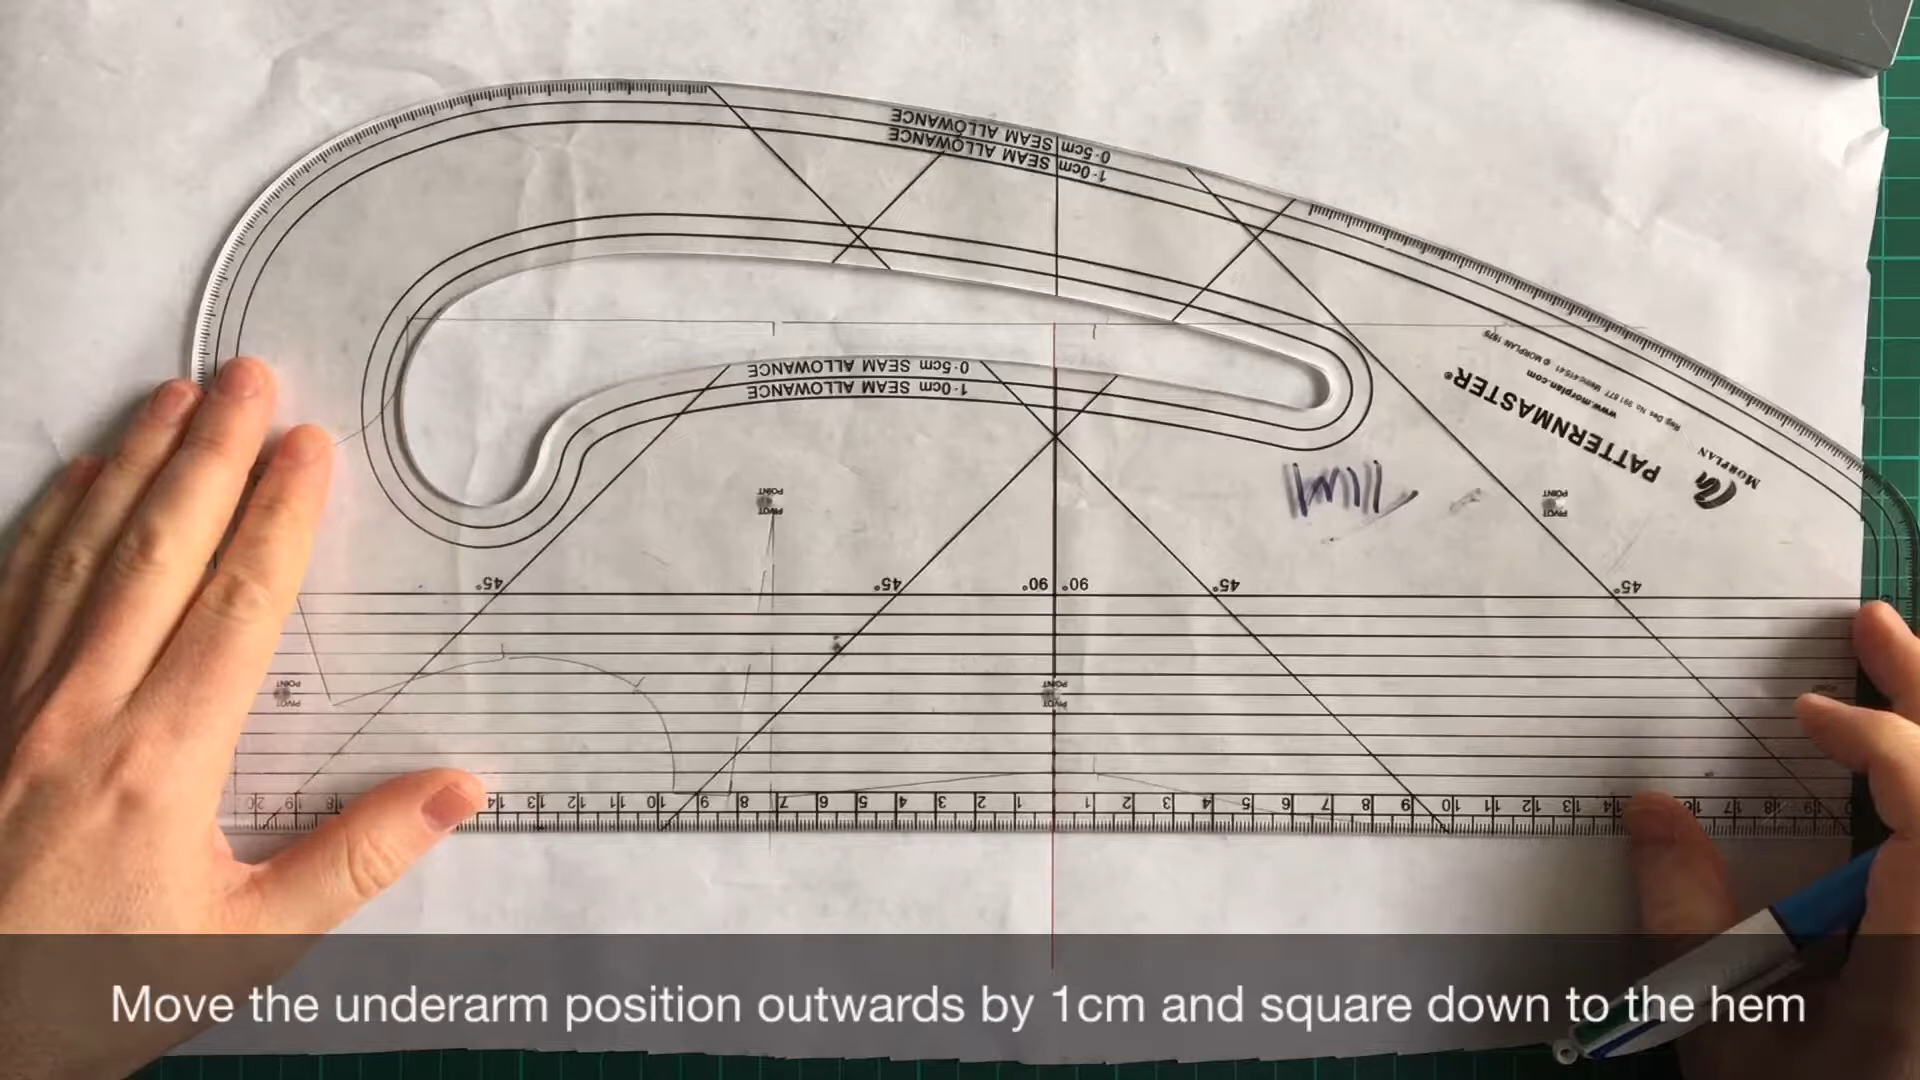 0·5cm SEAM ALLOWANCE
1·0cm SEAM ALLOWANCE
© MORPLAN 1975
www.morplan.com
PATTERNMASTER®
MORPLAN
0·5cm SEAM ALLOWANCE
1·0cm SEAM ALLOWANCE
PIVOT POINT
PIVOT POINT
45°
45°
90°
90°
45°
45°
PIVOT POINT
PIVOT POINT
20 19 18 14 13 12 11 10 9 8 7 6 5 4 3 2 1 1 2 3 4 5 6 7 8 9 10 11 12 13 14 17 18 19
Move the underarm position outwards by 1cm and square down to the hem